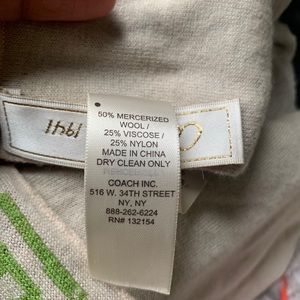 50% MERCERIZED
WOOL /
25% VISCOSE /
25% NYLON
MADE IN CHINA
DRY CLEAN ONLY
COACH INC.
516 W. 34TH STREET
NY, NY
888-262-6224
RN# 132154
1941